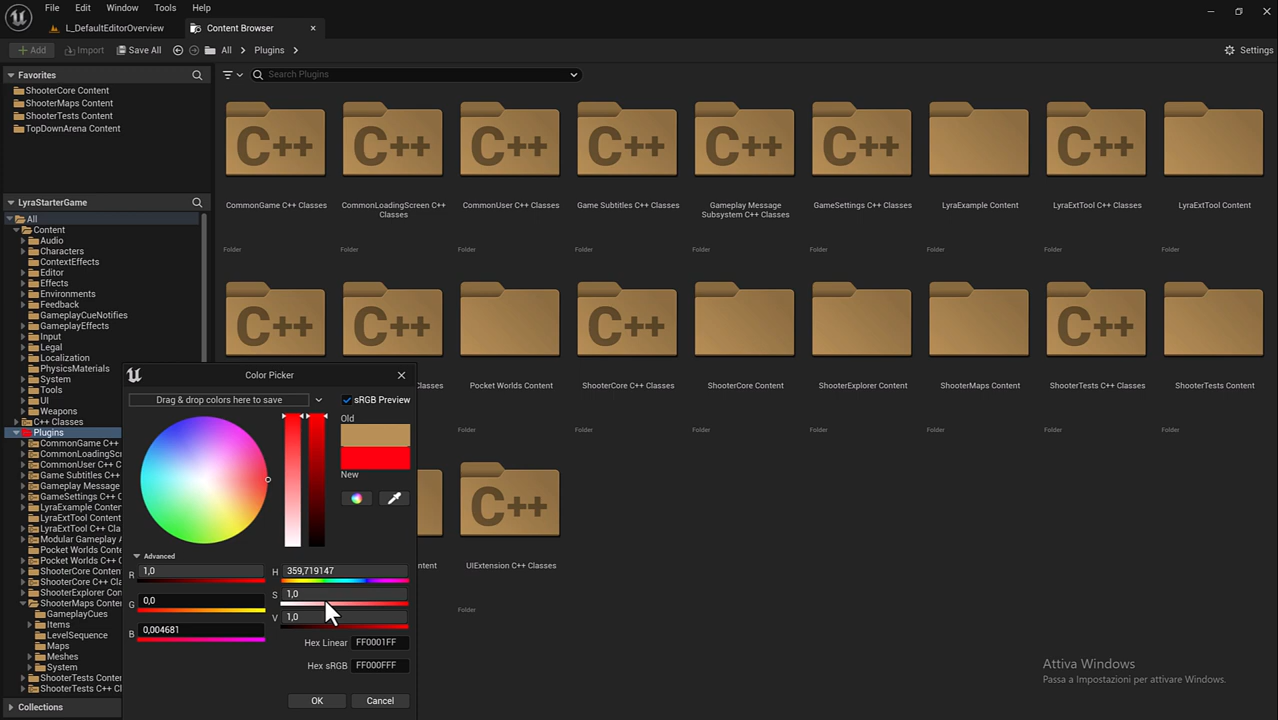 File Edit Window Tools Help
L_DefaultEditorOverview
Content Browser
Add Import Save All All Plugins Settings
Favorites
Search Plugins
ShooterCore Content
ShooterMaps Content
ShooterTests Content
TopDownArena Content
LyraStarterGame
All
Content
Audio
Characters
ContextEffects
Editor
Effects
Environments
Feedback
GameplayCueNotifies
GameplayEffects
Input
Legal
Localization
PhysicsMaterials
System
Tools
UI
Weapons
C++ Classes
Plugins
CommonGame C++
CommonLoadingScr
CommonUser C++ C
Game Subtitles C++
Gameplay Message
GameSettings C++ C
LyraExample Conten
LyraExtTool Content
LyraExtTool C++ Cla
Modular Gameplay A
Pocket Worlds Conte
Pocket Worlds C++ C
ShooterCore Content
ShooterCore C++ Cla
ShooterExplorer Cont
ShooterMaps Conten
GameplayCues
Items
LevelSequence
Maps
Meshes
System
ShooterTests Conten
ShooterTests C++ Cl
Collections
C++ C++ C++ C++ C++ C++ C++
CommonGame C++ Classes
CommonLoadingScreen C++ Classes
CommonUser C++ Classes
Game Subtitles C++ Classes
Gameplay Message Subsystem C++ Classes
GameSettings C++ Classes
LyraExample Content
LyraExtTool C++ Classes
LyraExtTool Content
Folder Folder Folder Folder Folder Folder Folder Folder Folder
C++ C++ C++ C++
Classes
Pocket Worlds Content
ShooterCore C++ Classes
ShooterCore Content
ShooterExplorer Content
ShooterMaps Content
ShooterTests C++ Classes
ShooterTests Content
Folder Folder Folder Folder Folder Folder Folder
C++
ntent
UIExtension C++ Classes
Folder
Color Picker
Drag & drop colors here to save
sRGB Preview
Old
New
Advanced
R 1,0
G 0,0
B 0,004681
H 359,719147
S 1,0
V 1,0
Hex Linear FF0001FF
Hex sRGB FF000FFF
OK Cancel
Attiva Windows
Passa a Impostazioni per attivare Windows.